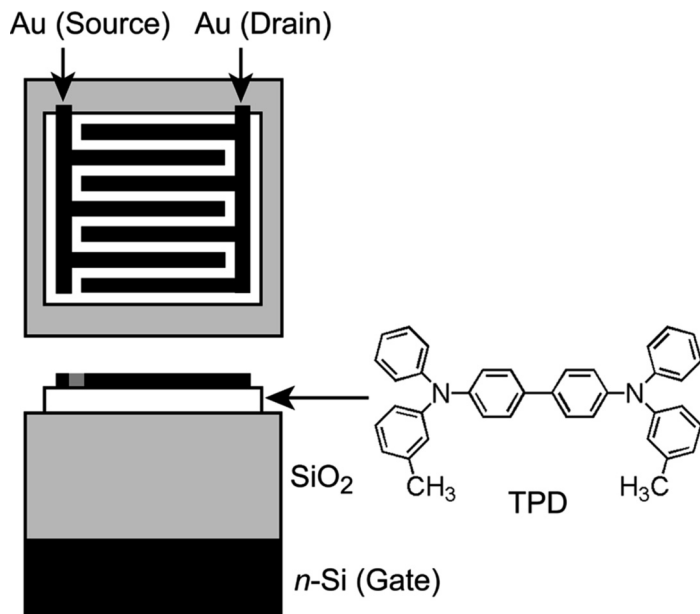 Au (Source)
Au (Drain)
SiO2
n-Si (Gate)
N
N
CH3
H3C
TPD